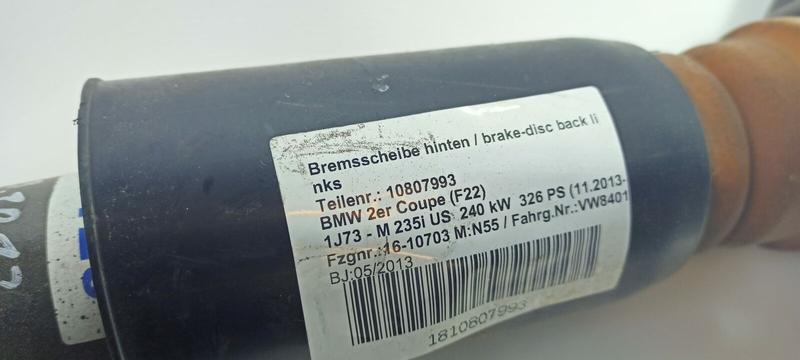 Bremsscheibe hinten / brake-disc back li
nks
Teilenr.: 10807993
BMW 2er Coupe (F22)
1J73 - M 235i US 240 kW 326 PS (11.2013-
Fzgnr.:16-10703 M:N55 / Fahrg.Nr.:VW8401
BJ:05/2013
1810807993